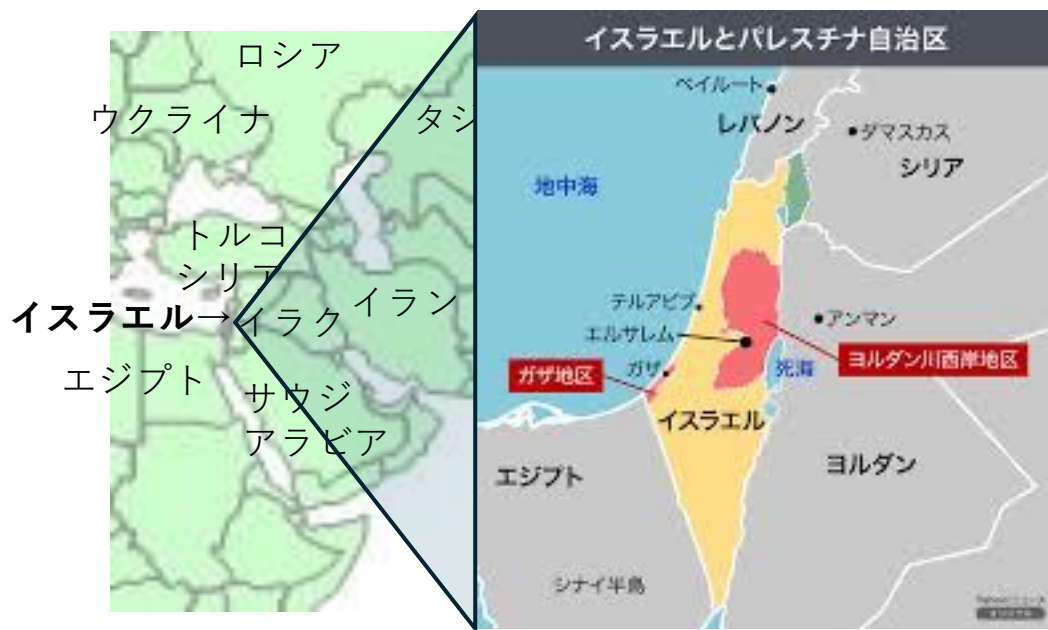 ロシア
ウクライナ
タジ
トルコ
シリア
イスラエル→
イラク
イラン
エジプト
サウジ
アラビア
イスラエルとパレスチナ自治区
ベイルート
レバノン
ダマスカス
シリア
地中海
テルアビブ
エルサレム
アンマン
ガザ
ガザ地区
死海
ヨルダン川西岸地区
イスラエル
エジプト
ヨルダン
シナイ半島